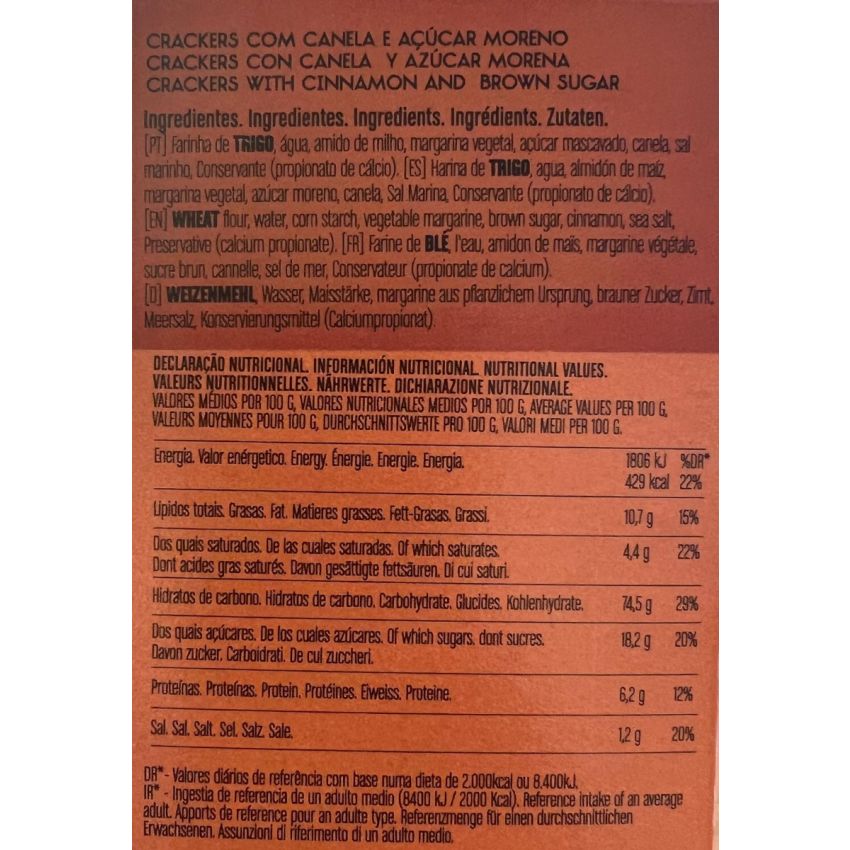 CRACKERS COM CANELA E AÇÚCAR MORENO
CRACKERS CON CANELA Y AZÚCAR MORENA
CRACKERS WITH CINNAMON AND BROWN SUGAR
Ingredientes. Ingredientes. Ingredients. Ingrédients. Zutaten.
[PT] Farinha de TRIGO, água, amido de milho, margarina vegetal, açúcar mascavado, canela, sal
marinho, Conservante (propionato de cálcio). [ES] Harina de TRIGO, agua, almidón de maíz,
margarina vegetal, azúcar moreno, canela, Sal Marina, Conservante (propionato de cálcio).
[EN] WHEAT flour, water, corn starch, vegetable margarine, brown sugar, cinnamon, sea salt,
Preservative (calcium propionate). [FR] Farine de BLÉ, l'eau, amidon de maïs, margarine végétale,
sucre brun, cannelle, sel de mer, Conservateur (propionate de calcium).
[D] WEIZENMEHL, Wasser, Maisstärke, margarine aus pflanzlichem Ursprung, brauner Zucker, Zimt,
Meersalz, Konservierungsmittel (Calciumpropionat).
DECLARAÇÃO NUTRICIONAL. INFORMACIÓN NUTRICIONAL. NUTRITIONAL VALUES.
VALEURS NUTRITIONNELLES. NÄHRWERTE. DICHIARAZIONE NUTRIZIONALE.
VALORES MÉDIOS POR 100 G, VALORES NUTRICIONALES MEDIOS POR 100 G, AVERAGE VALUES PER 100 G,
VALEURS MOYENNES POUR 100 G, DURCHSCHNITTSWERTE PRO 100 G, VALORI MEDI PER 100 G.
Energia. Valor enérgetico. Energy. Énergie. Energie. Energia. 1806 kJ %DR*
429 kcal 22%
Lípidos totais. Grasas. Fat. Matieres grasses. Fett-Grasas. Grassi. 10,7 g 15%
Dos quais saturados. De las cuales saturadas. Of which saturates. 4,4 g 22%
Dont acides gras saturés. Davon gesättigte fettsäuren. Di cui saturi.
Hidratos de carbono. Hidratos de carbono. Carbohydrate. Glucides. Kohlenhydrate. 74,5 g 29%
Dos quais açúcares. De los cuales azúcares. Of which sugars. dont sucres. 18,2 g 20%
Davon zucker. Carboidrati. De cui zuccheri.
Proteínas. Proteínas. Protein. Protéines. Eiweiss. Proteine. 6,2 g 12%
Sal. Sal. Salt. Sel. Salz. Sale. 1,2 g 20%
DR* - Valores diários de referência com base numa dieta de 2.000kcal ou 8.400kJ.
IR* - Ingestia de referencia de un adulto medio (8400 kJ / 2000 Kcal). Reference intake of an average
adult. Apports de reference pour an adulte type. Referenzmenge für einen durchschnittlichen
Erwachsenen. Assunzioni di riferimento di un adulto medio.